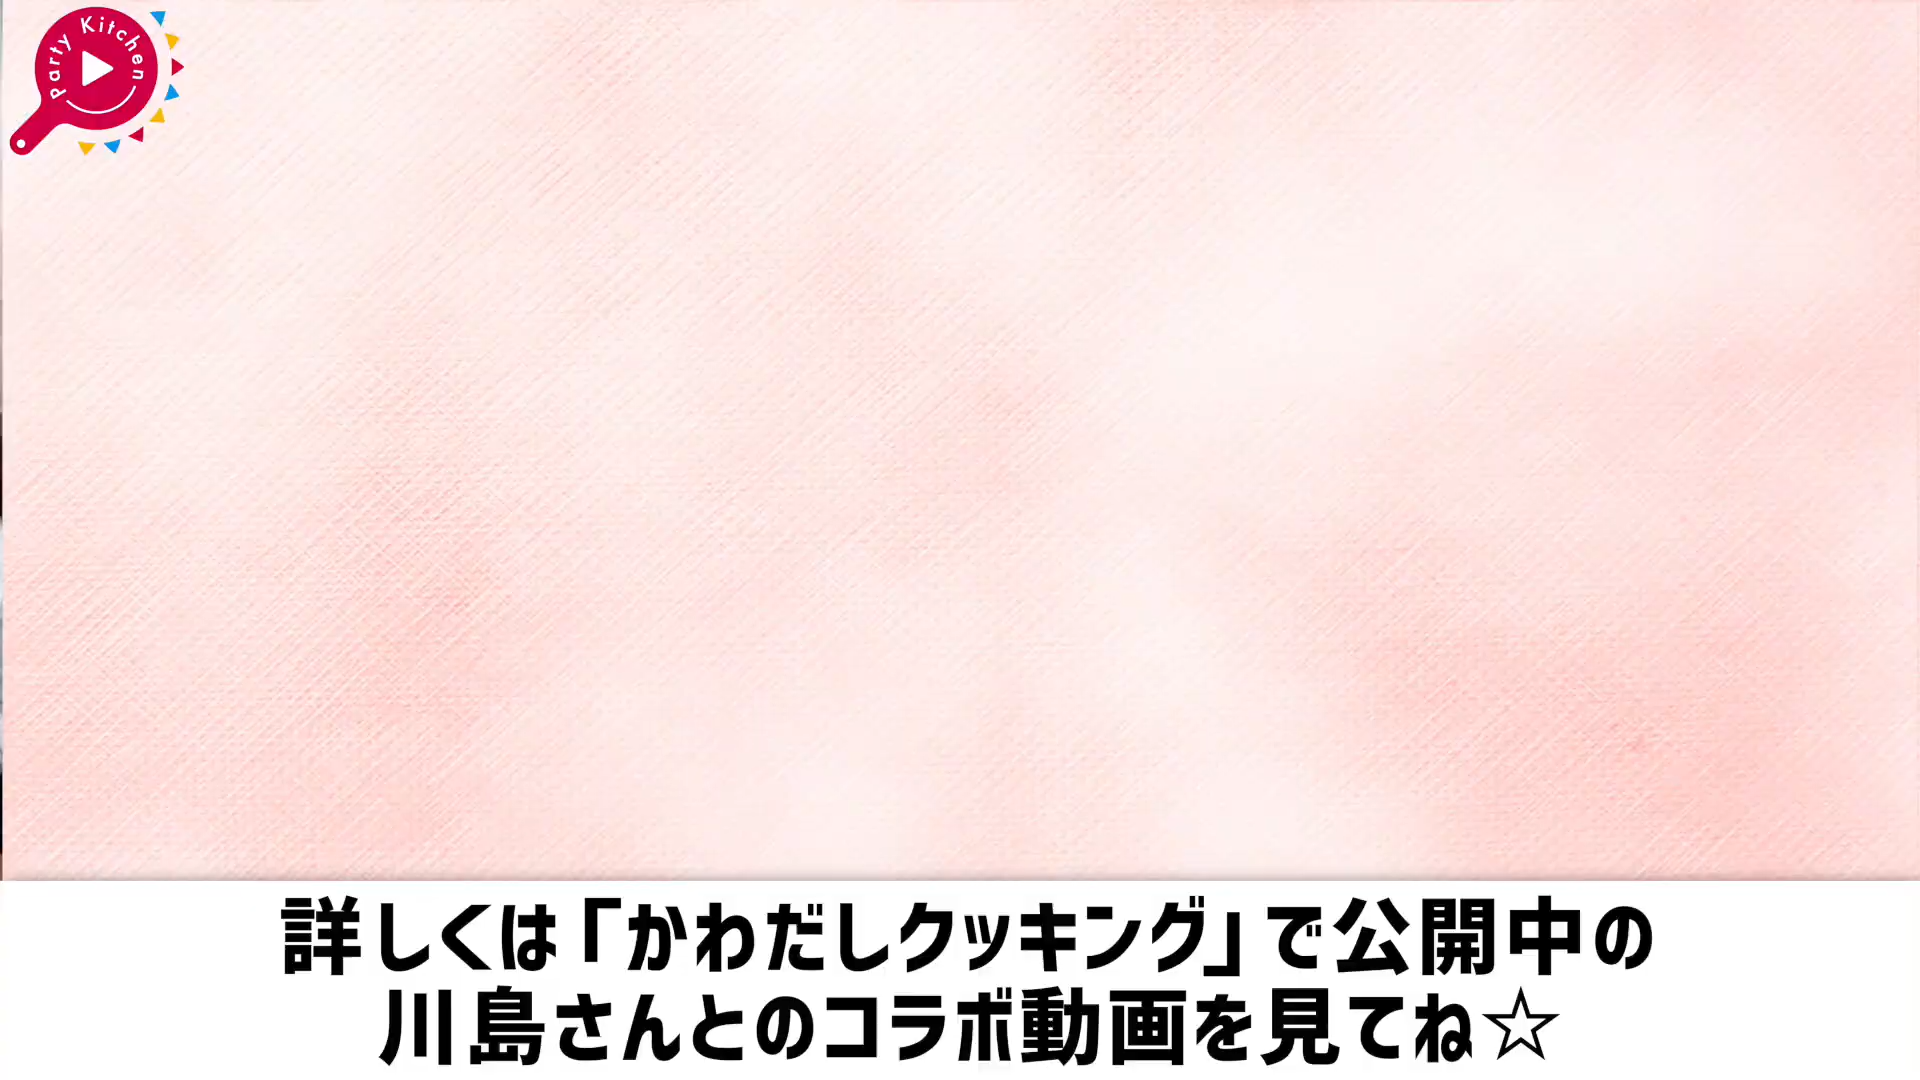 Party Kitchen
詳しくは「かわだしクッキング」で公開中の
川島さんとのコラボ動画を見てね☆